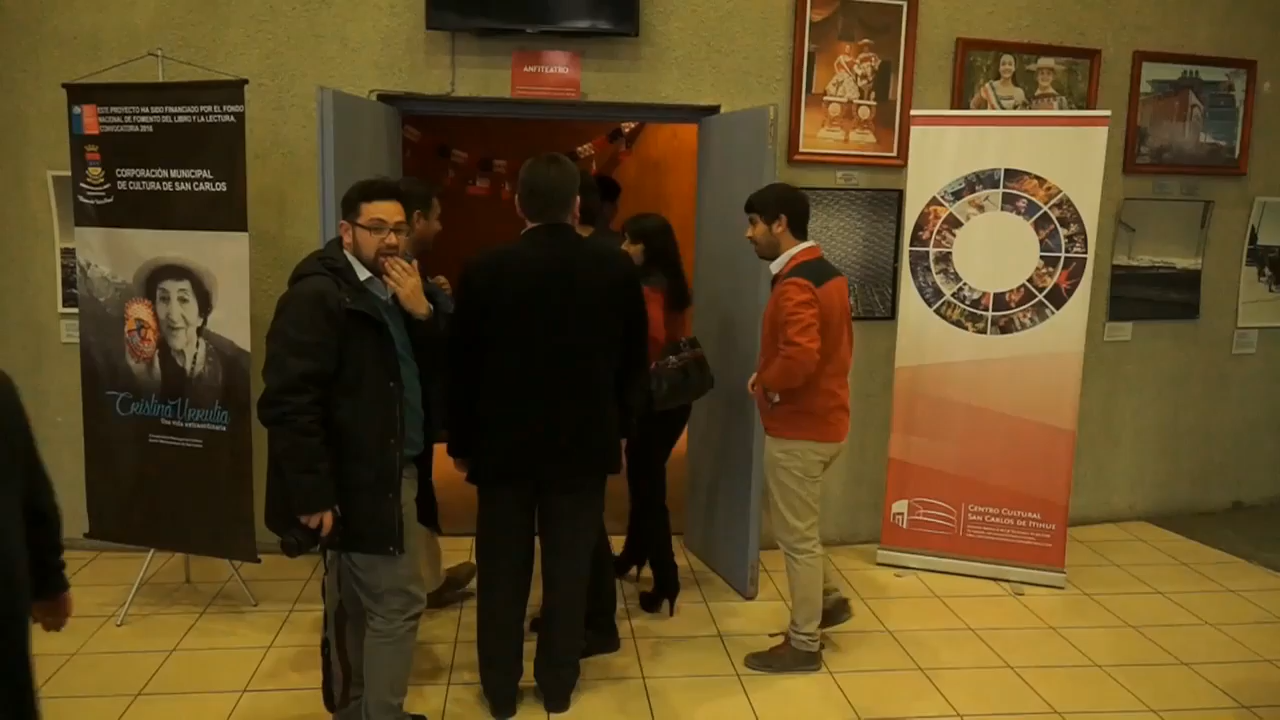 ANFITEATRO
ESTE PROYECTO HA SIDO FINANCIADO POR EL FONDO
NACIONAL DE FOMENTO DEL LIBRO Y LA LECTURA,
CONVOCATORIA 2018
CORPORACIÓN MUNICIPAL
DE CULTURA DE SAN CARLOS
Cristina Urrutia
Una vida extraordinaria
CENTRO CULTURAL
SAN CARLOS DE ITIHUE